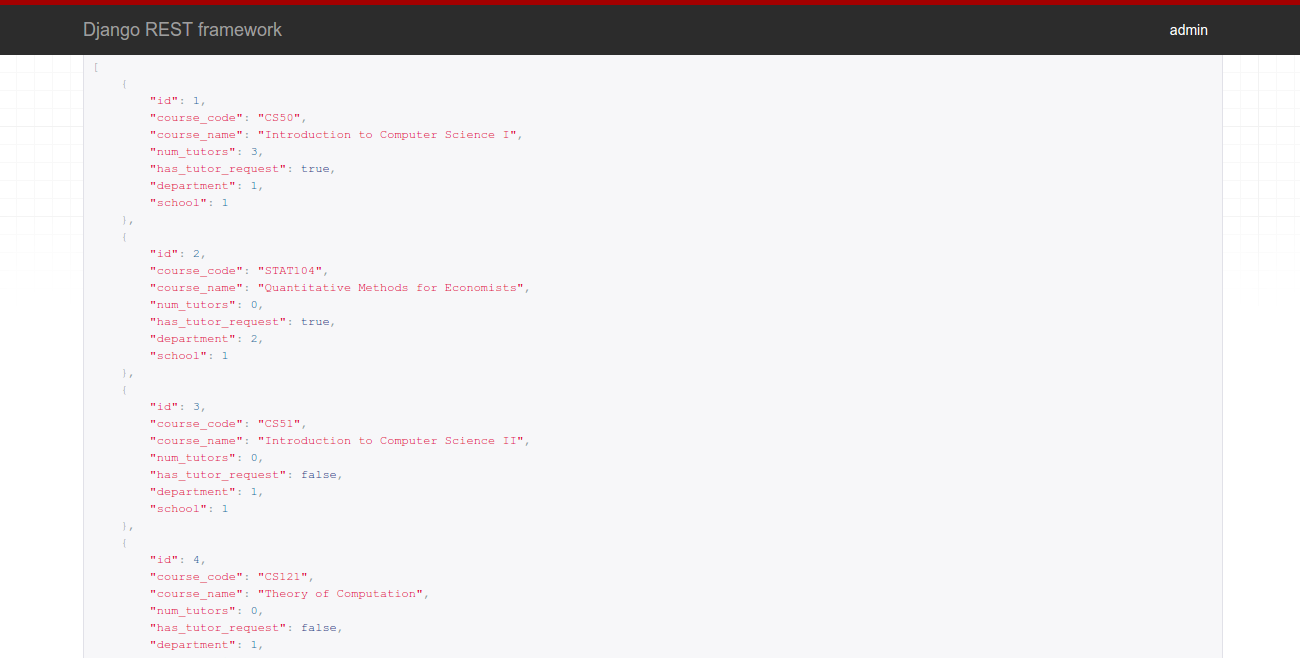 Django REST framework
admin
[
    {
        "id": 1,
        "course_code": "CS50",
        "course_name": "Introduction to Computer Science I",
        "num_tutors": 3,
        "has_tutor_request": true,
        "department": 1,
        "school": 1
    },
    {
        "id": 2,
        "course_code": "STAT104",
        "course_name": "Quantitative Methods for Economists",
        "num_tutors": 0,
        "has_tutor_request": true,
        "department": 2,
        "school": 1
    },
    {
        "id": 3,
        "course_code": "CS51",
        "course_name": "Introduction to Computer Science II",
        "num_tutors": 0,
        "has_tutor_request": false,
        "department": 1,
        "school": 1
    },
    {
        "id": 4,
        "course_code": "CS121",
        "course_name": "Theory of Computation",
        "num_tutors": 0,
        "has_tutor_request": false,
        "department": 1,